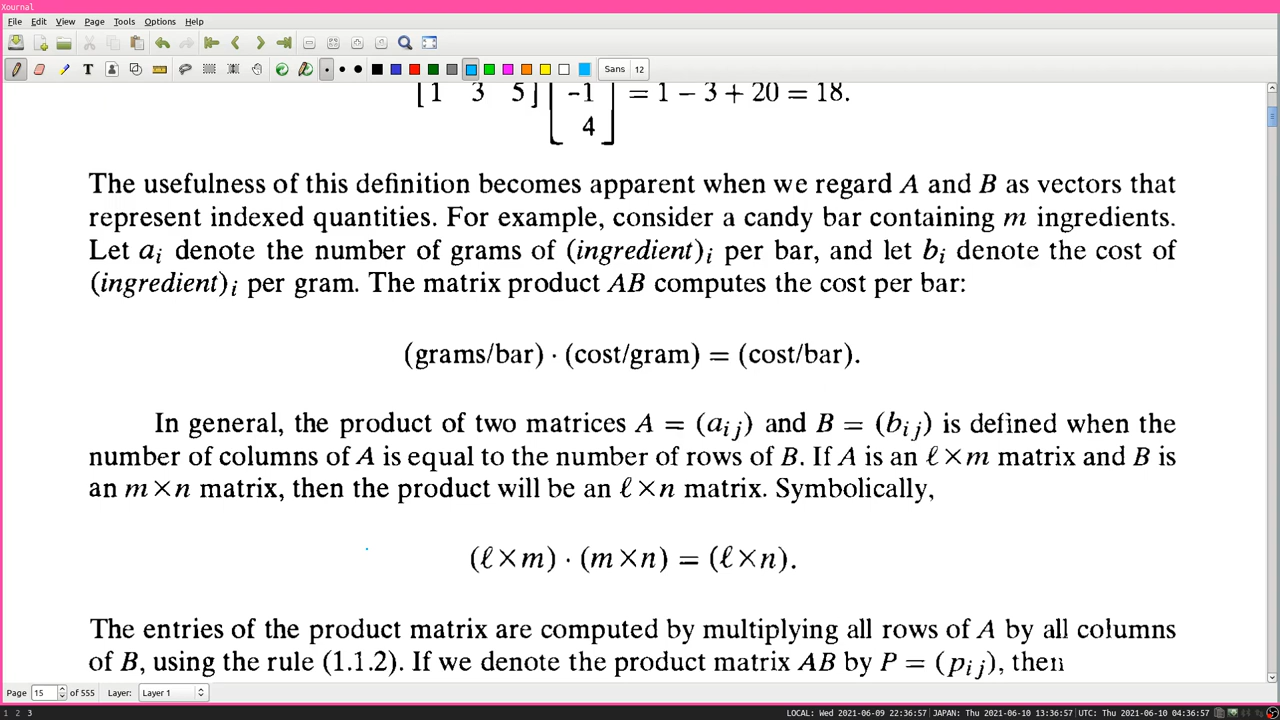 Xournal
File Edit View Page Tools Options Help
Sans 12
[1 3 5] [ -1 = 1 − 3 + 20 = 18.
4 ]
The usefulness of this definition becomes apparent when we regard A and B as vectors that
represent indexed quantities. For example, consider a candy bar containing m ingredients.
Let aᵢ denote the number of grams of (ingredient)ᵢ per bar, and let bᵢ denote the cost of
(ingredient)ᵢ per gram. The matrix product AB computes the cost per bar:
(grams/bar) · (cost/gram) = (cost/bar).
In general, the product of two matrices A = (aᵢⱼ) and B = (bᵢⱼ) is defined when the
number of columns of A is equal to the number of rows of B. If A is an ℓ×m matrix and B is
an m×n matrix, then the product will be an ℓ×n matrix. Symbolically,
(ℓ×m) · (m×n) = (ℓ×n).
The entries of the product matrix are computed by multiplying all rows of A by all columns
of B, using the rule (1.1.2). If we denote the product matrix AB by P = (pᵢⱼ), then
Page 15 of 555 Layer: Layer 1
1 2 3 LOCAL: Wed 2021-06-09 22:36:57 |JAPAN: Thu 2021-06-10 13:36:57|UTC: Thu 2021-06-10 04:36:57